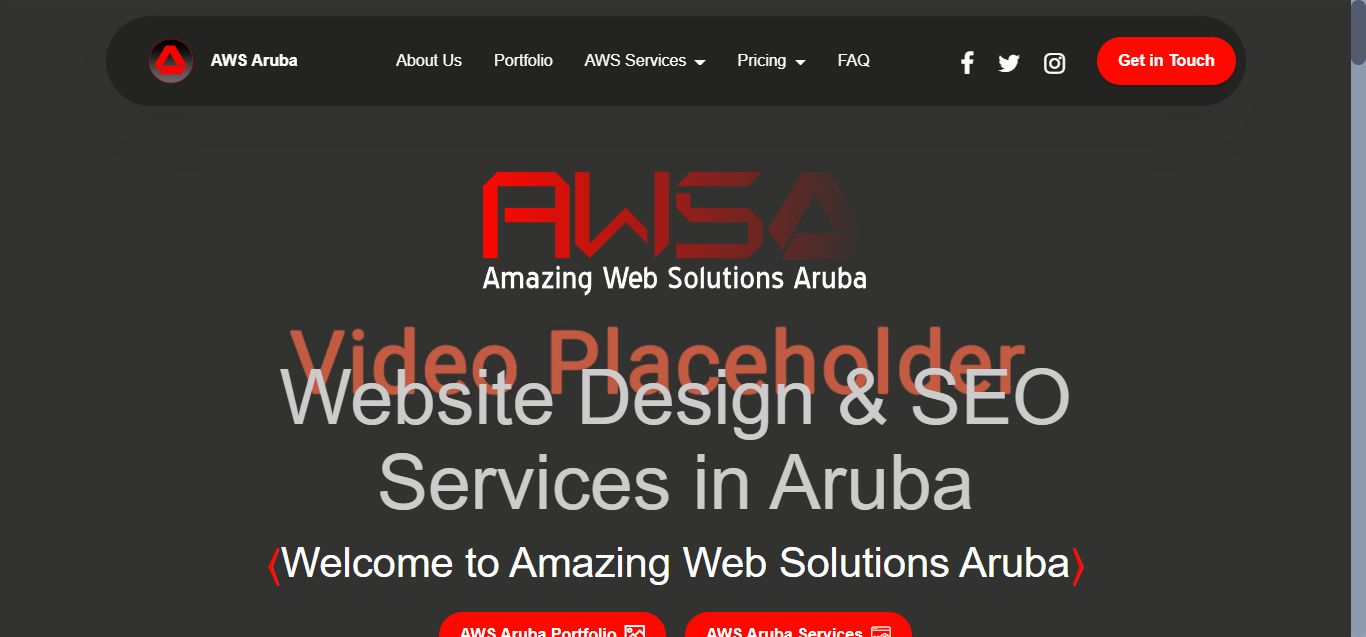 AWS Aruba
About Us
Portfolio
AWS Services
Pricing
FAQ
Get in Touch
AWSA
Amazing Web Solutions Aruba
Video Placeholder
Website Design & SEO
Services in Aruba
⟨Welcome to Amazing Web Solutions Aruba⟩
AWS Aruba Portfolio
AWS Aruba Services